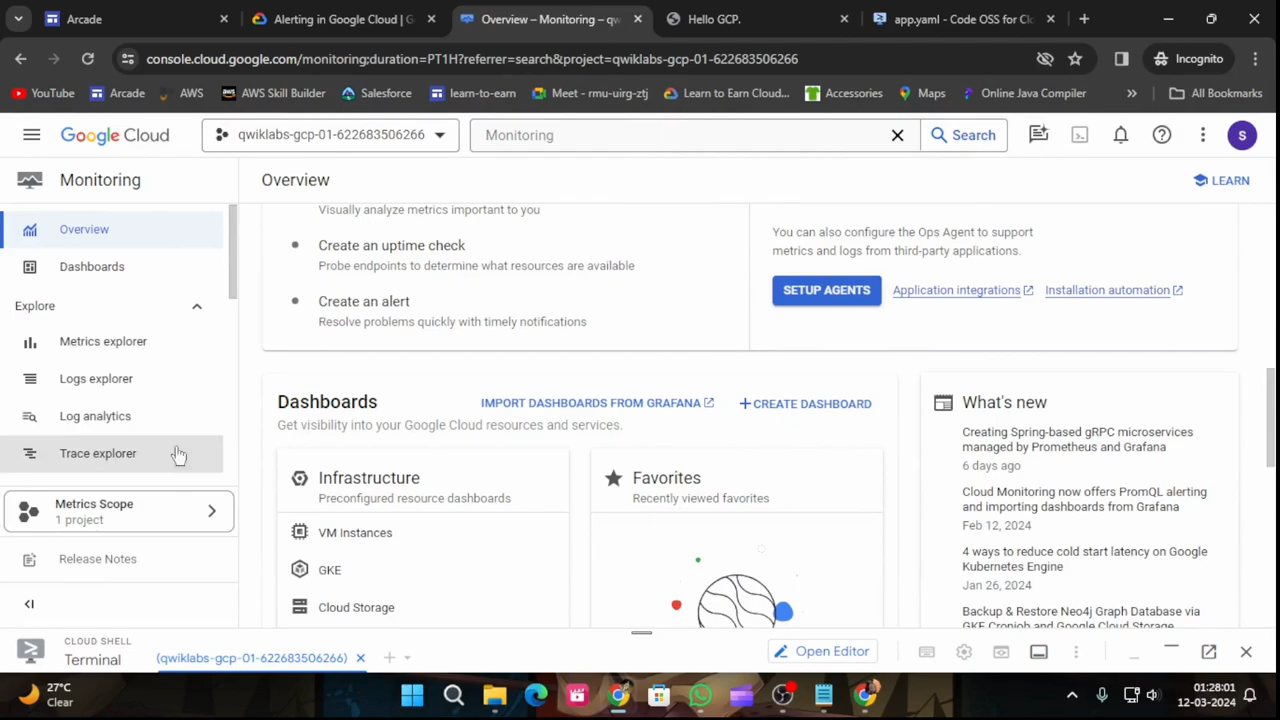 Arcade
Alerting in Google Cloud | G
Overview – Monitoring – qw
Hello GCP.
app.yaml - Code OSS for Cl
console.cloud.google.com/monitoring;duration=PT1H?referrer=search&project=qwiklabs-gcp-01-622683506266
Incognito
YouTube
Arcade
AWS
AWS Skill Builder
Salesforce
learn-to-earn
Meet - rmu-uirg-ztj
Learn to Earn Cloud...
Accessories
Maps
Online Java Compiler
All Bookmarks
Google Cloud
qwiklabs-gcp-01-622683506266
Monitoring
Search
S
Monitoring
Overview
LEARN
Overview
Dashboards
Explore
Metrics explorer
Logs explorer
Log analytics
Trace explorer
Metrics Scope
1 project
Release Notes
Visually analyze metrics important to you
Create an uptime check
Probe endpoints to determine what resources are available
Create an alert
Resolve problems quickly with timely notifications
You can also configure the Ops Agent to support
metrics and logs from third-party applications.
SETUP AGENTS
Application integrations
Installation automation
Dashboards
IMPORT DASHBOARDS FROM GRAFANA
CREATE DASHBOARD
Get visibility into your Google Cloud resources and services.
Infrastructure
Preconfigured resource dashboards
VM Instances
GKE
Cloud Storage
Favorites
Recently viewed favorites
What's new
Creating Spring-based gRPC microservices
managed by Prometheus and Grafana
6 days ago
Cloud Monitoring now offers PromQL alerting
and importing dashboards from Grafana
Feb 12, 2024
4 ways to reduce cold start latency on Google
Kubernetes Engine
Jan 26, 2024
Backup & Restore Neo4j Graph Database via
GKE Cronjob and Google Cloud Storage
CLOUD SHELL
Terminal
(qwiklabs-gcp-01-622683506266)
Open Editor
27°C
Clear
01:28:01
12-03-2024